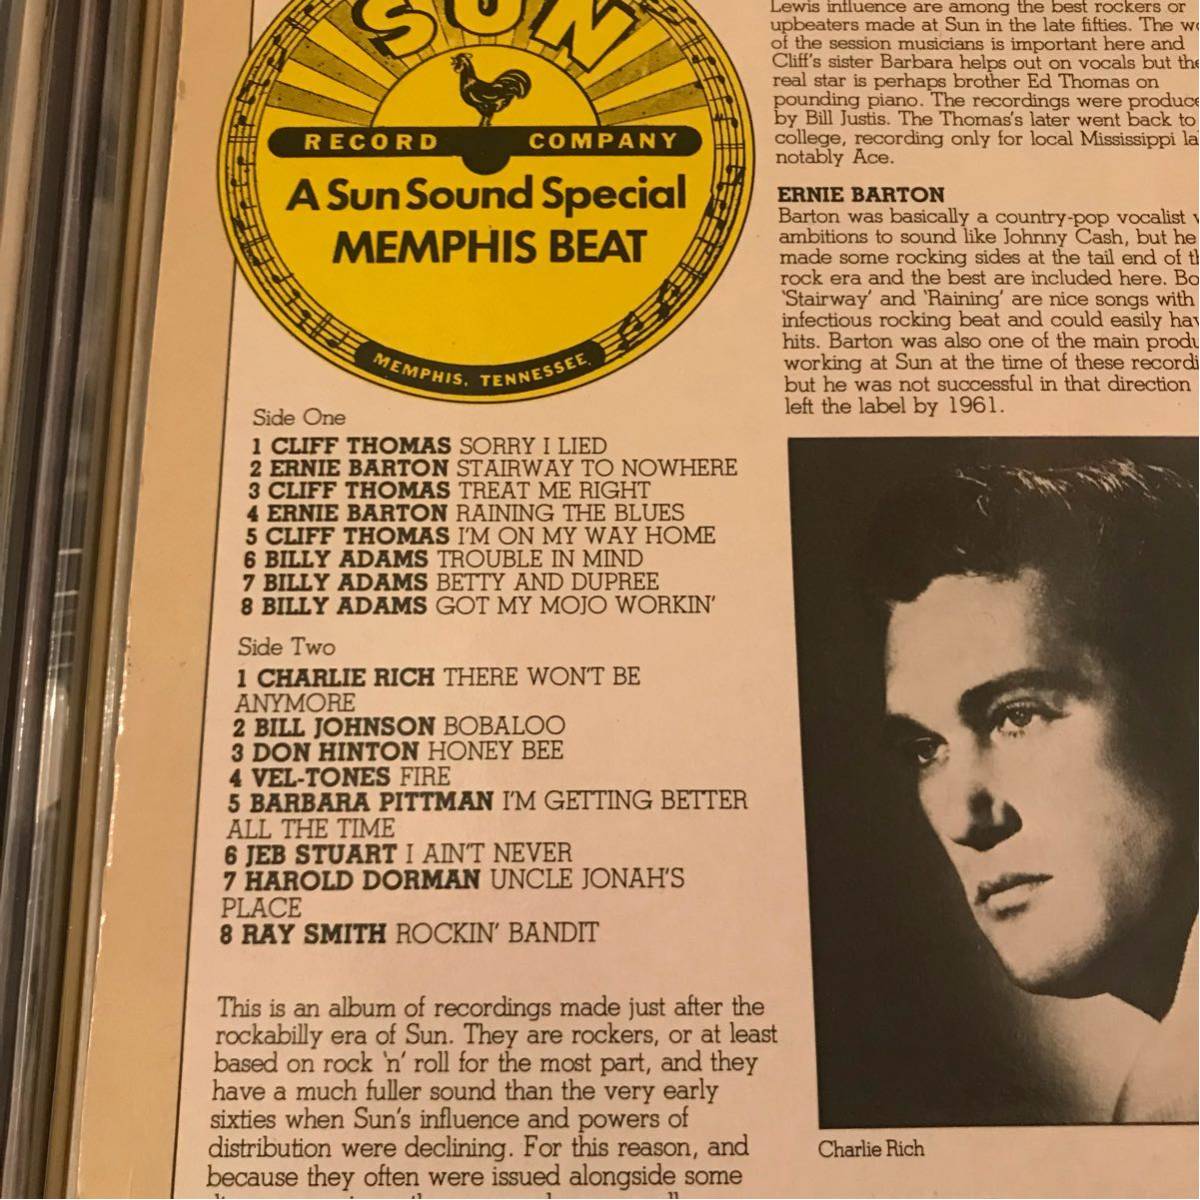 SUN
RECORD COMPANY
A Sun Sound Special
MEMPHIS BEAT
MEMPHIS, TENNESSEE
Side One
1 CLIFF THOMAS SORRY I LIED
2 ERNIE BARTON STAIRWAY TO NOWHERE
3 CLIFF THOMAS TREAT ME RIGHT
4 ERNIE BARTON RAINING THE BLUES
5 CLIFF THOMAS I'M ON MY WAY HOME
6 BILLY ADAMS TROUBLE IN MIND
7 BILLY ADAMS BETTY AND DUPREE
8 BILLY ADAMS GOT MY MOJO WORKIN'
Side Two
1 CHARLIE RICH THERE WON'T BE
ANYMORE
2 BILL JOHNSON BOBALOO
3 DON HINTON HONEY BEE
4 VEL-TONES FIRE
5 BARBARA PITTMAN I'M GETTING BETTER
ALL THE TIME
6 JEB STUART I AIN'T NEVER
7 HAROLD DORMAN UNCLE JONAH'S
PLACE
8 RAY SMITH ROCKIN' BANDIT
This is an album of recordings made just after the
rockabilly era of Sun. They are rockers, or at least
based on rock 'n' roll for the most part, and they
have a much fuller sound than the very early
sixties when Sun's influence and powers of
distribution were declining. For this reason, and
because they often were issued alongside some
Lewis influence are among the best rockers or
upbeaters made at Sun in the late fifties. The
of the session musicians is important here and
Cliff's sister Barbara helps out on vocals but the
real star is perhaps brother Ed Thomas on
pounding piano. The recordings were
by Bill Justis. The Thomas's later went back to
college, recording only for local Mississippi
notably Ace.
ERNIE BARTON
Barton was basically a country-pop vocalist
ambitions to sound like Johnny Cash, but he
made some rocking sides at the tail end of
rock era and the best are included here.
'Stairway' and 'Raining' are nice songs with
infectious rocking beat and could easily
hits. Barton was also one of the main
working at Sun at the time of these
but he was not successful in that direction
left the label by 1961.
Charlie Rich